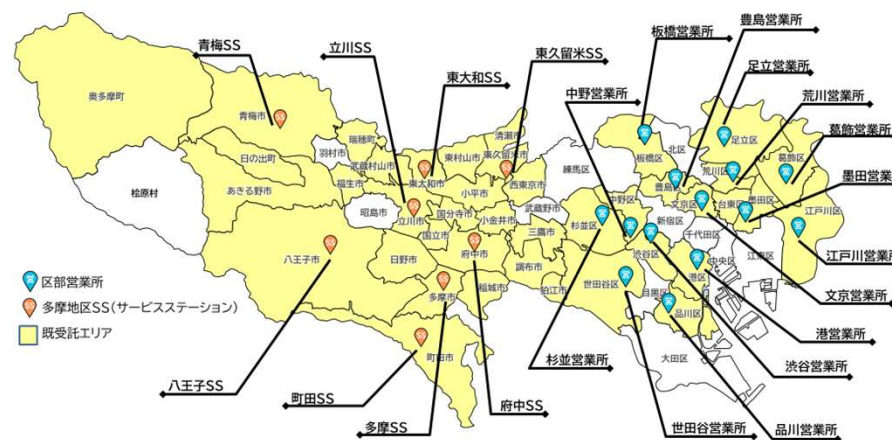 青梅SS
立川SS
東大和SS
東久留米SS
板橋営業所
豊島営業所
足立営業所
中野営業所
荒川営業所
葛飾営業所
墨田営業
江戸川営業所
文京営業所
港営業所
渋谷営業所
品川営業所
世田谷営業所
杉並営業所
府中SS
多摩SS
町田SS
八王子SS
奥多摩町
青梅市
日の出町
あきる野市
桧原村
羽村市
瑞穂町
武蔵村山市
福生市
昭島市
八王子市
東大和市
東村山市
清瀬市
東久留米市
西東京市
小平市
立川市
国分寺市
小金井市
武蔵野市
国立市
府中市
三鷹市
調布市
日野市
多摩市
稲城市
狛江市
町田市
練馬区
板橋区
北区
足立区
葛飾区
荒川区
豊島区
文京区
台東区
墨田区
江戸川区
中野区
杉並区
新宿区
千代田区
中央区
江東区
渋谷区
港区
世田谷区
目黒区
品川区
大田区
区部営業所
多摩地区SS(サービスステーション)
既受託エリア